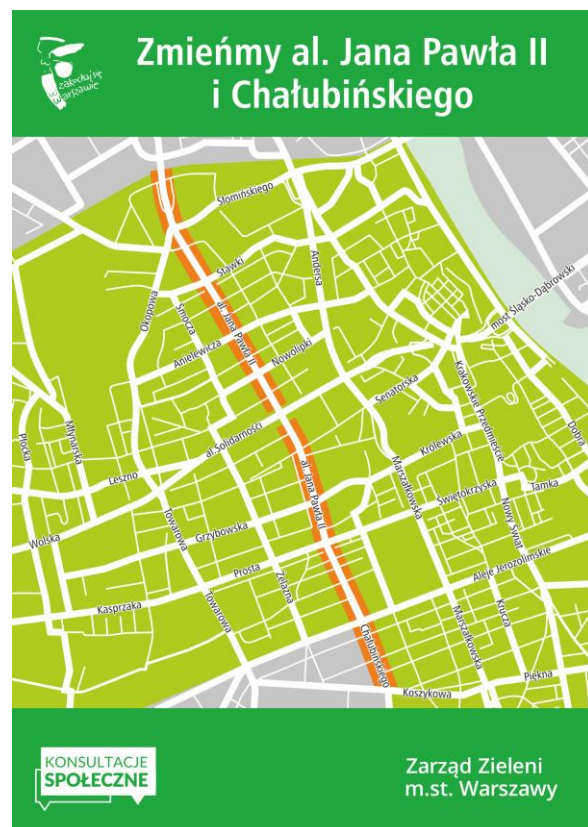 zakochaj się
w
Warszawie
Zmieńmy al. Jana Pawła II
i Chałubińskiego
Słomińskiego
Andersa
Stawki
Okopowa
Smocza
al. Jana Pawła II
most Śląsko-Dąbrowski
Anielewicza
Nowolipki
Senatorska
Krakowskie Przedmieście
Dobra
Płocka
Młynarska
al.Solidarności
Królewska
Leszno
al. Jana Pawła II
Marszałkowska
Świętokrzyska
Tamka
Wolska
Towarowa
Grzybowska
Nowy Świat
Prosta
Żelazna
Aleje Jerozolimskie
Kasprzaka
Towarowa
Chałubińskiego
Marszałkowska
Krucza
Koszykowa
Piękna
KONSULTACJE
SPOŁECZNE
Zarząd Zieleni
m.st. Warszawy